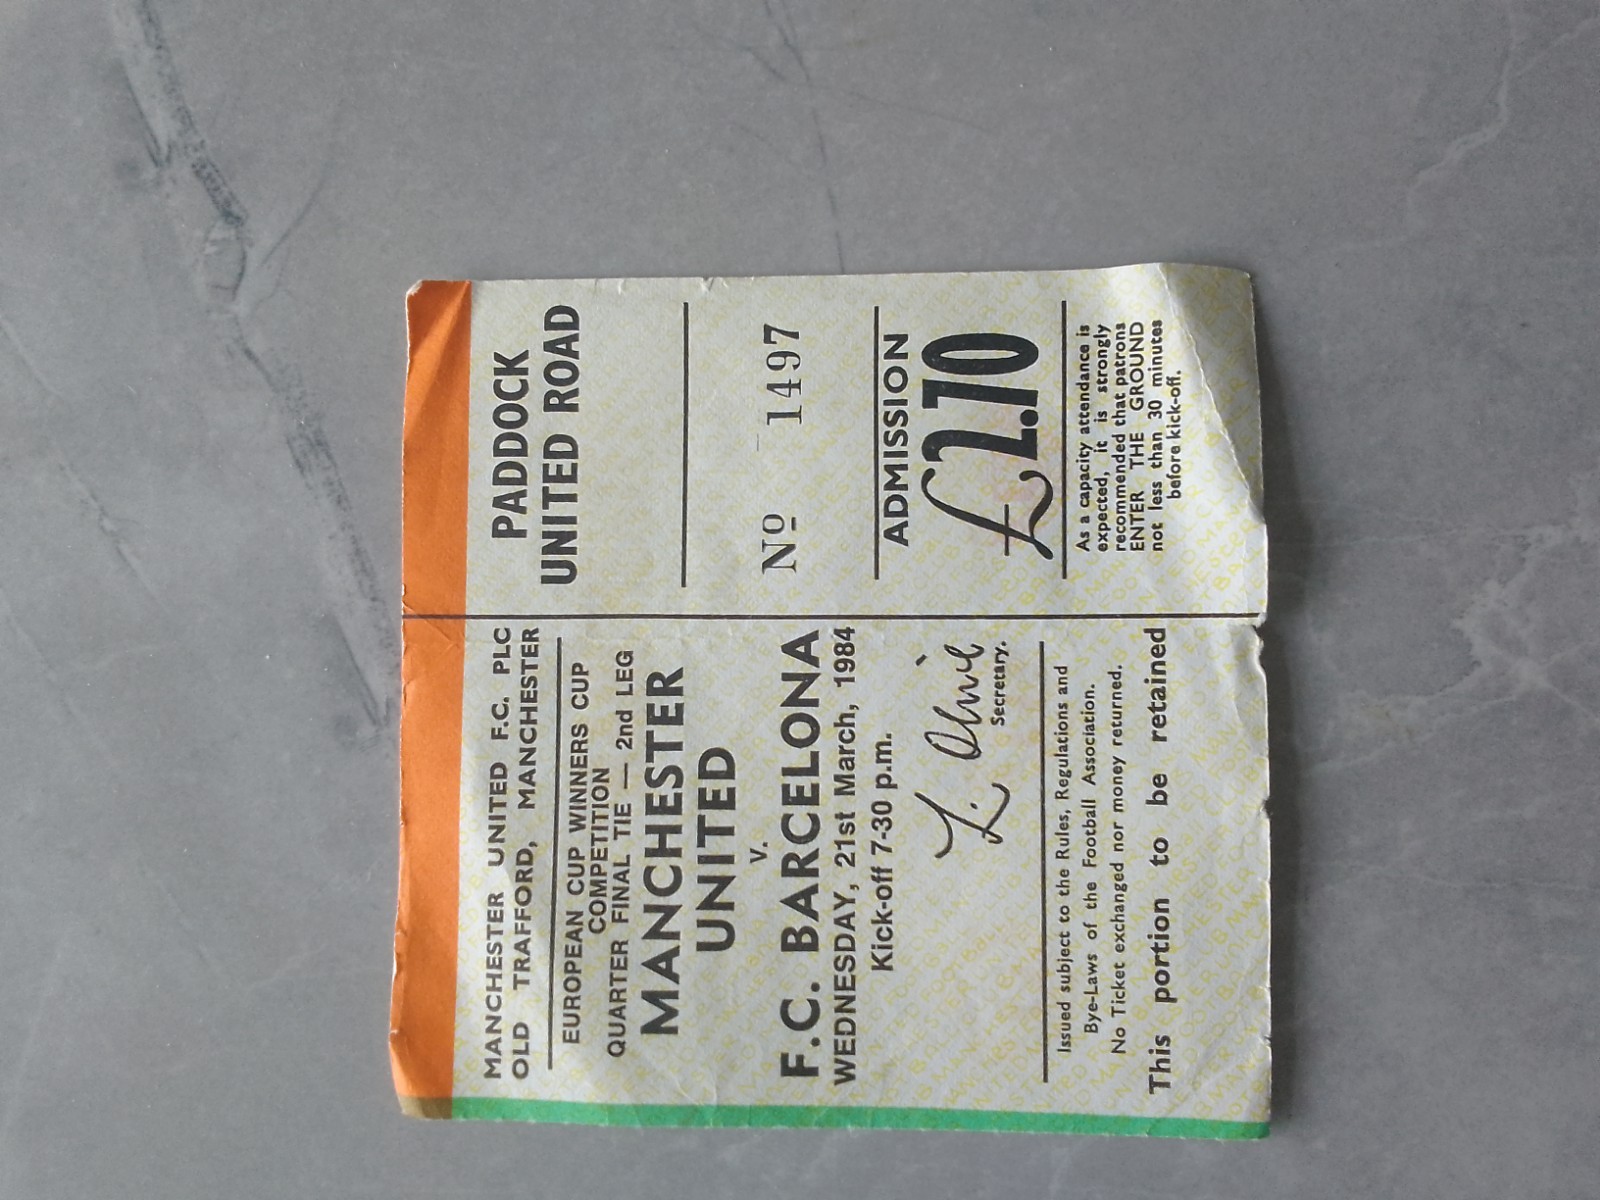 MANCHESTER UNITED F.C. PLC
OLD TRAFFORD, MANCHESTER
EUROPEAN CUP WINNERS CUP
COMPETITION
QUARTER FINAL TIE — 2nd LEG
MANCHESTER
UNITED
v.
F.C. BARCELONA
WEDNESDAY, 21st March, 1984
Kick-off 7-30 p.m.
L. Olive
Secretary.
Issued subject to the Rules, Regulations and
Bye-Laws of the Football Association.
No Ticket exchanged nor money returned.
This portion to be retained
PADDOCK
UNITED ROAD
Nº 1497
ADMISSION
£2.70
As a capacity attendance is
expected, it is strongly
recommended that patrons
ENTER THE GROUND
not less than 30 minutes
before kick-off.